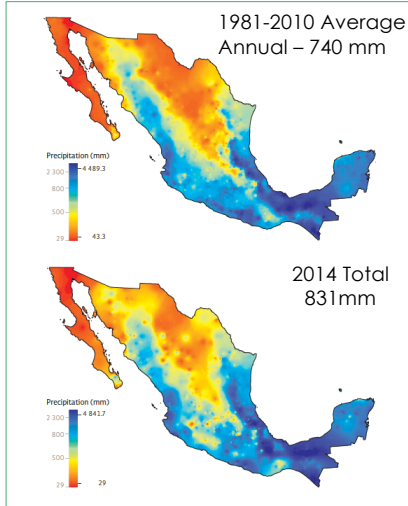 1981-2010 Average
Annual – 740 mm
Precipitation (mm)
4 489.3
2 300
800
500
29
43.3
2014 Total
831mm
Precipitation (mm)
4 841.7
2 300
800
500
29
29